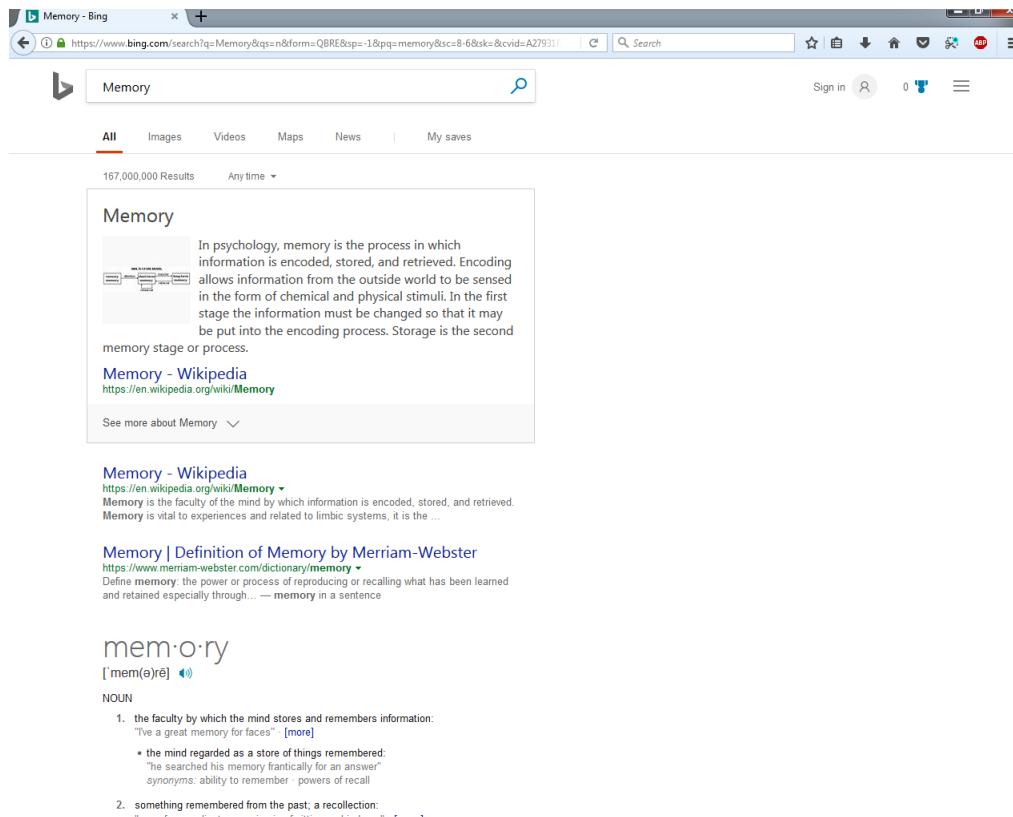 Memory - Bing
https://www.bing.com/search?q=Memory&qs=n&form=QBRE&sp=-1&pq=memory&sc=8-6&sk=&cvid=A27931
Search
ABP
Memory
Sign in
0
All Images Videos Maps News | My saves
167,000,000 Results Any time
Memory
In psychology, memory is the process in which
information is encoded, stored, and retrieved. Encoding
allows information from the outside world to be sensed
in the form of chemical and physical stimuli. In the first
stage the information must be changed so that it may
be put into the encoding process. Storage is the second
memory stage or process.
Memory - Wikipedia
https://en.wikipedia.org/wiki/Memory
See more about Memory
Memory - Wikipedia
https://en.wikipedia.org/wiki/Memory
Memory is the faculty of the mind by which information is encoded, stored, and retrieved.
Memory is vital to experiences and related to limbic systems, it is the ...
Memory | Definition of Memory by Merriam-Webster
https://www.merriam-webster.com/dictionary/memory
Define memory: the power or process of reproducing or recalling what has been learned
and retained especially through... — memory in a sentence
mem·o·ry
[ˈmem(ə)rē]
NOUN
1. the faculty by which the mind stores and remembers information:
"I've a great memory for faces" · [more]
• the mind regarded as a store of things remembered:
"he searched his memory frantically for an answer"
synonyms: ability to remember · powers of recall
2. something remembered from the past; a recollection: